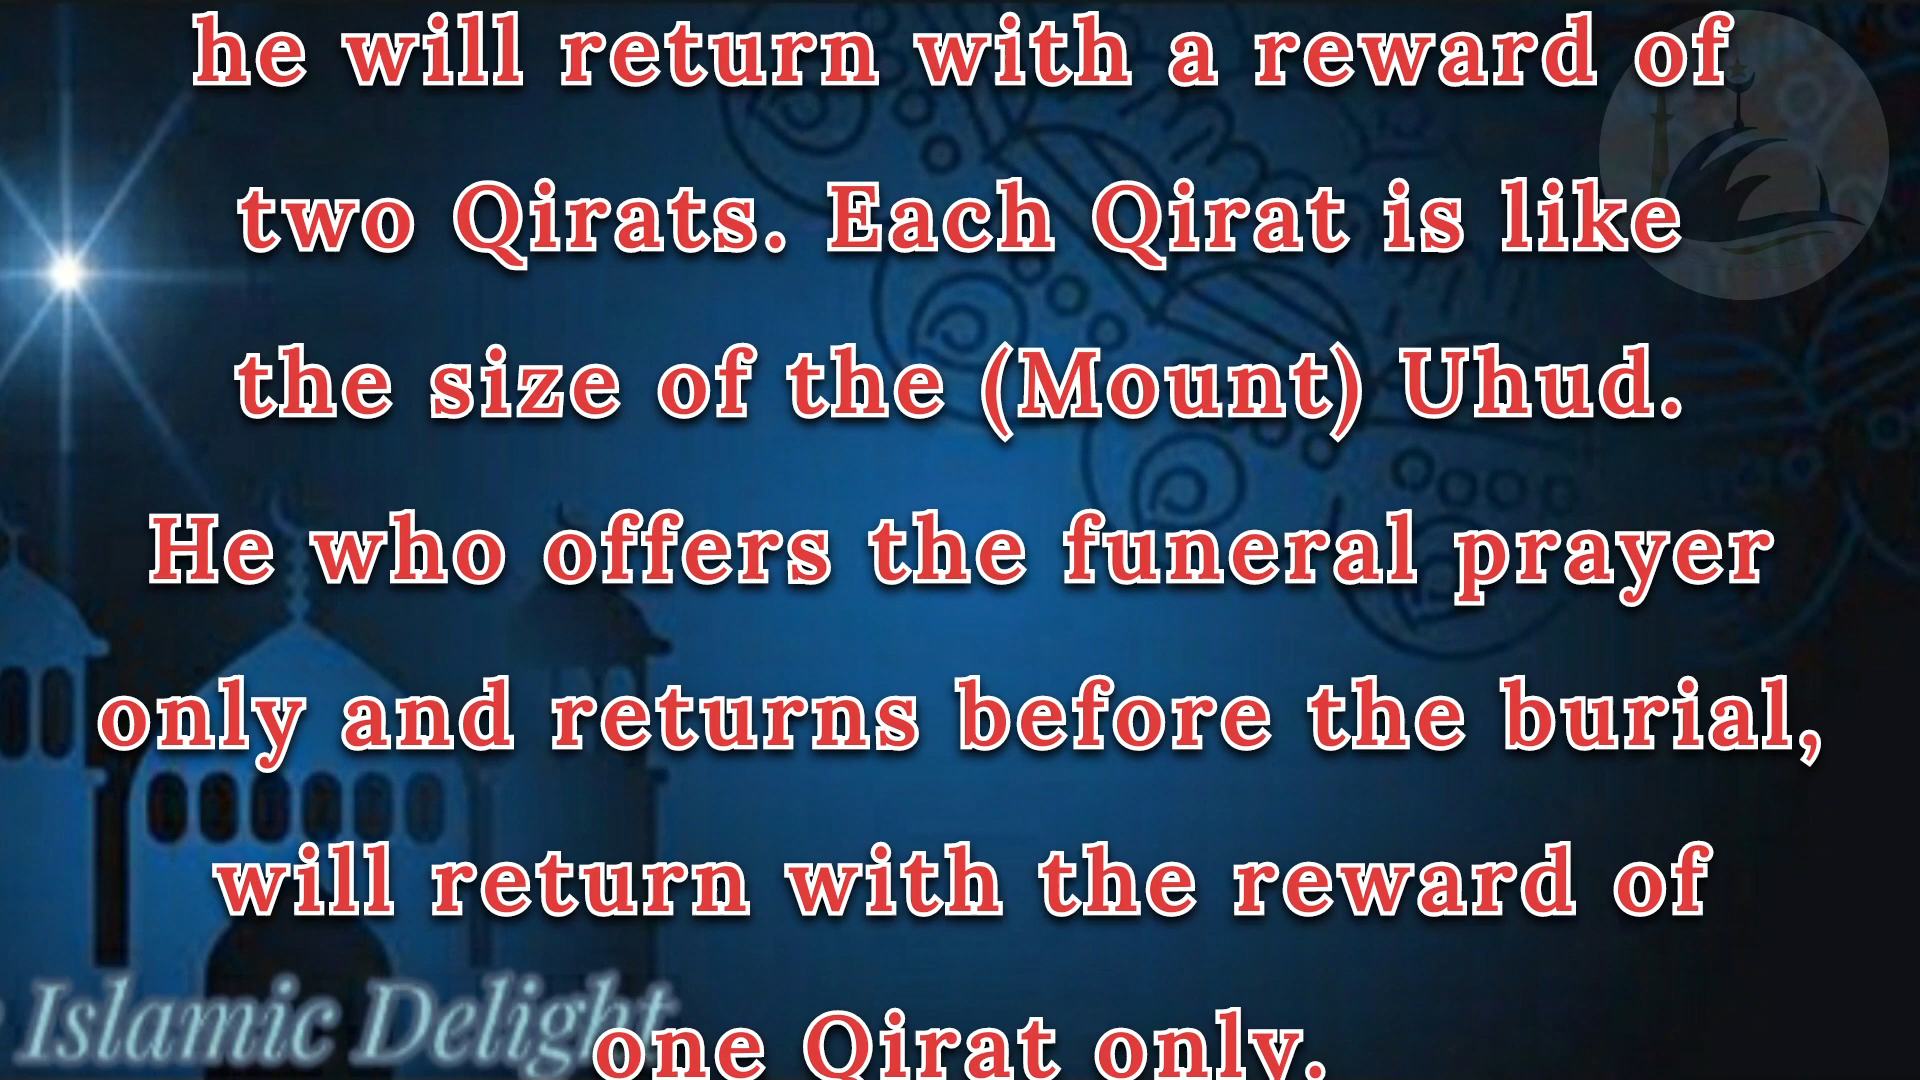 he will return with a reward of
two Qirats. Each Qirat is like
the size of the (Mount) Uhud.
He who offers the funeral prayer
only and returns before the burial,
will return with the reward of
one Qirat only.
Islamic Delight